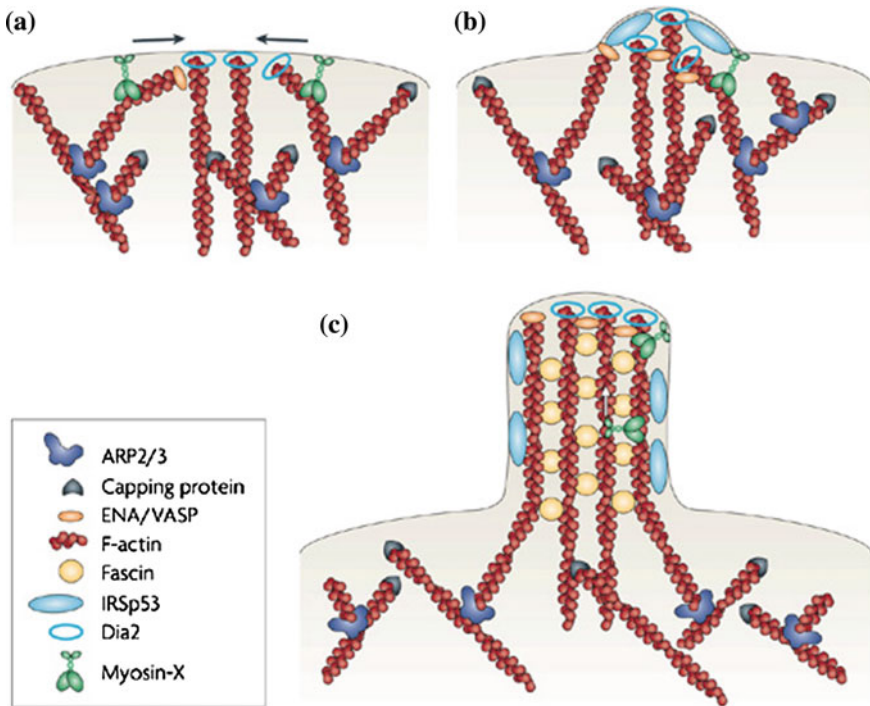 (a)
(b)
(c)
ARP2/3
Capping protein
ENA/VASP
F-actin
Fascin
IRSp53
Dia2
Myosin-X